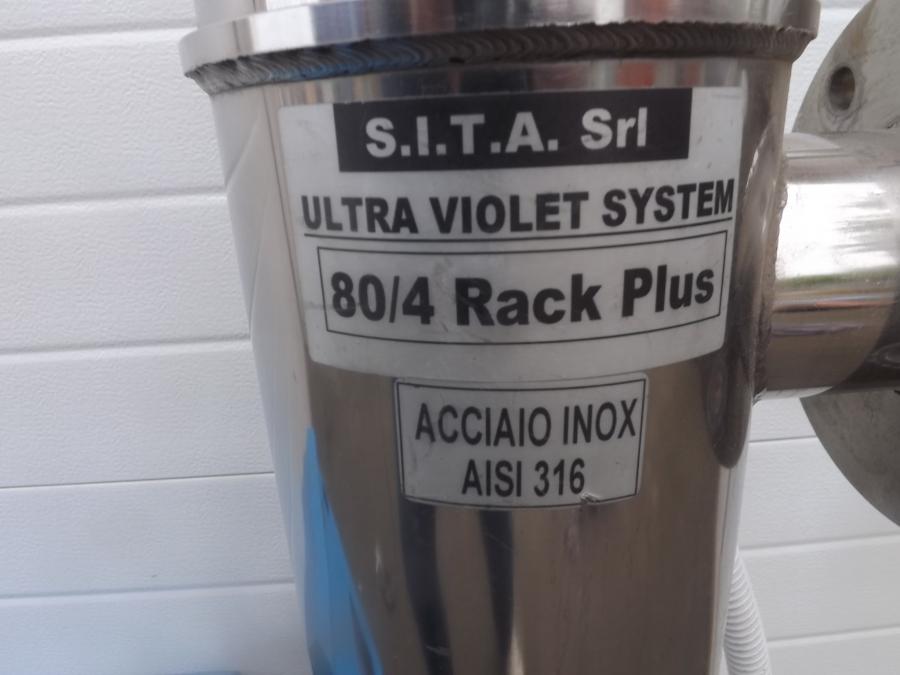 S.I.T.A. Srl
ULTRA VIOLET SYSTEM
80/4 Rack Plus
ACCIAIO INOX
AISI 316